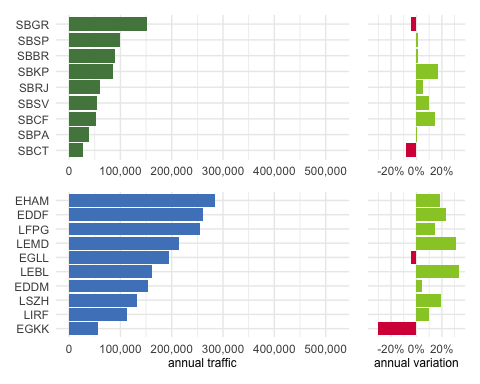 SBGR
SBSP
SBBR
SBKP
SBRJ
SBSV
SBCF
SBPA
SBCT
0 100,000 200,000 300,000 400,000 500,000 -20% 0% 20%
EHAM
EDDF
LFPG
LEMD
EGLL
LEBL
EDDM
LSZH
LIRF
EGKK
0 100,000 200,000 300,000 400,000 500,000 -20% 0% 20%
annual traffic annual variation